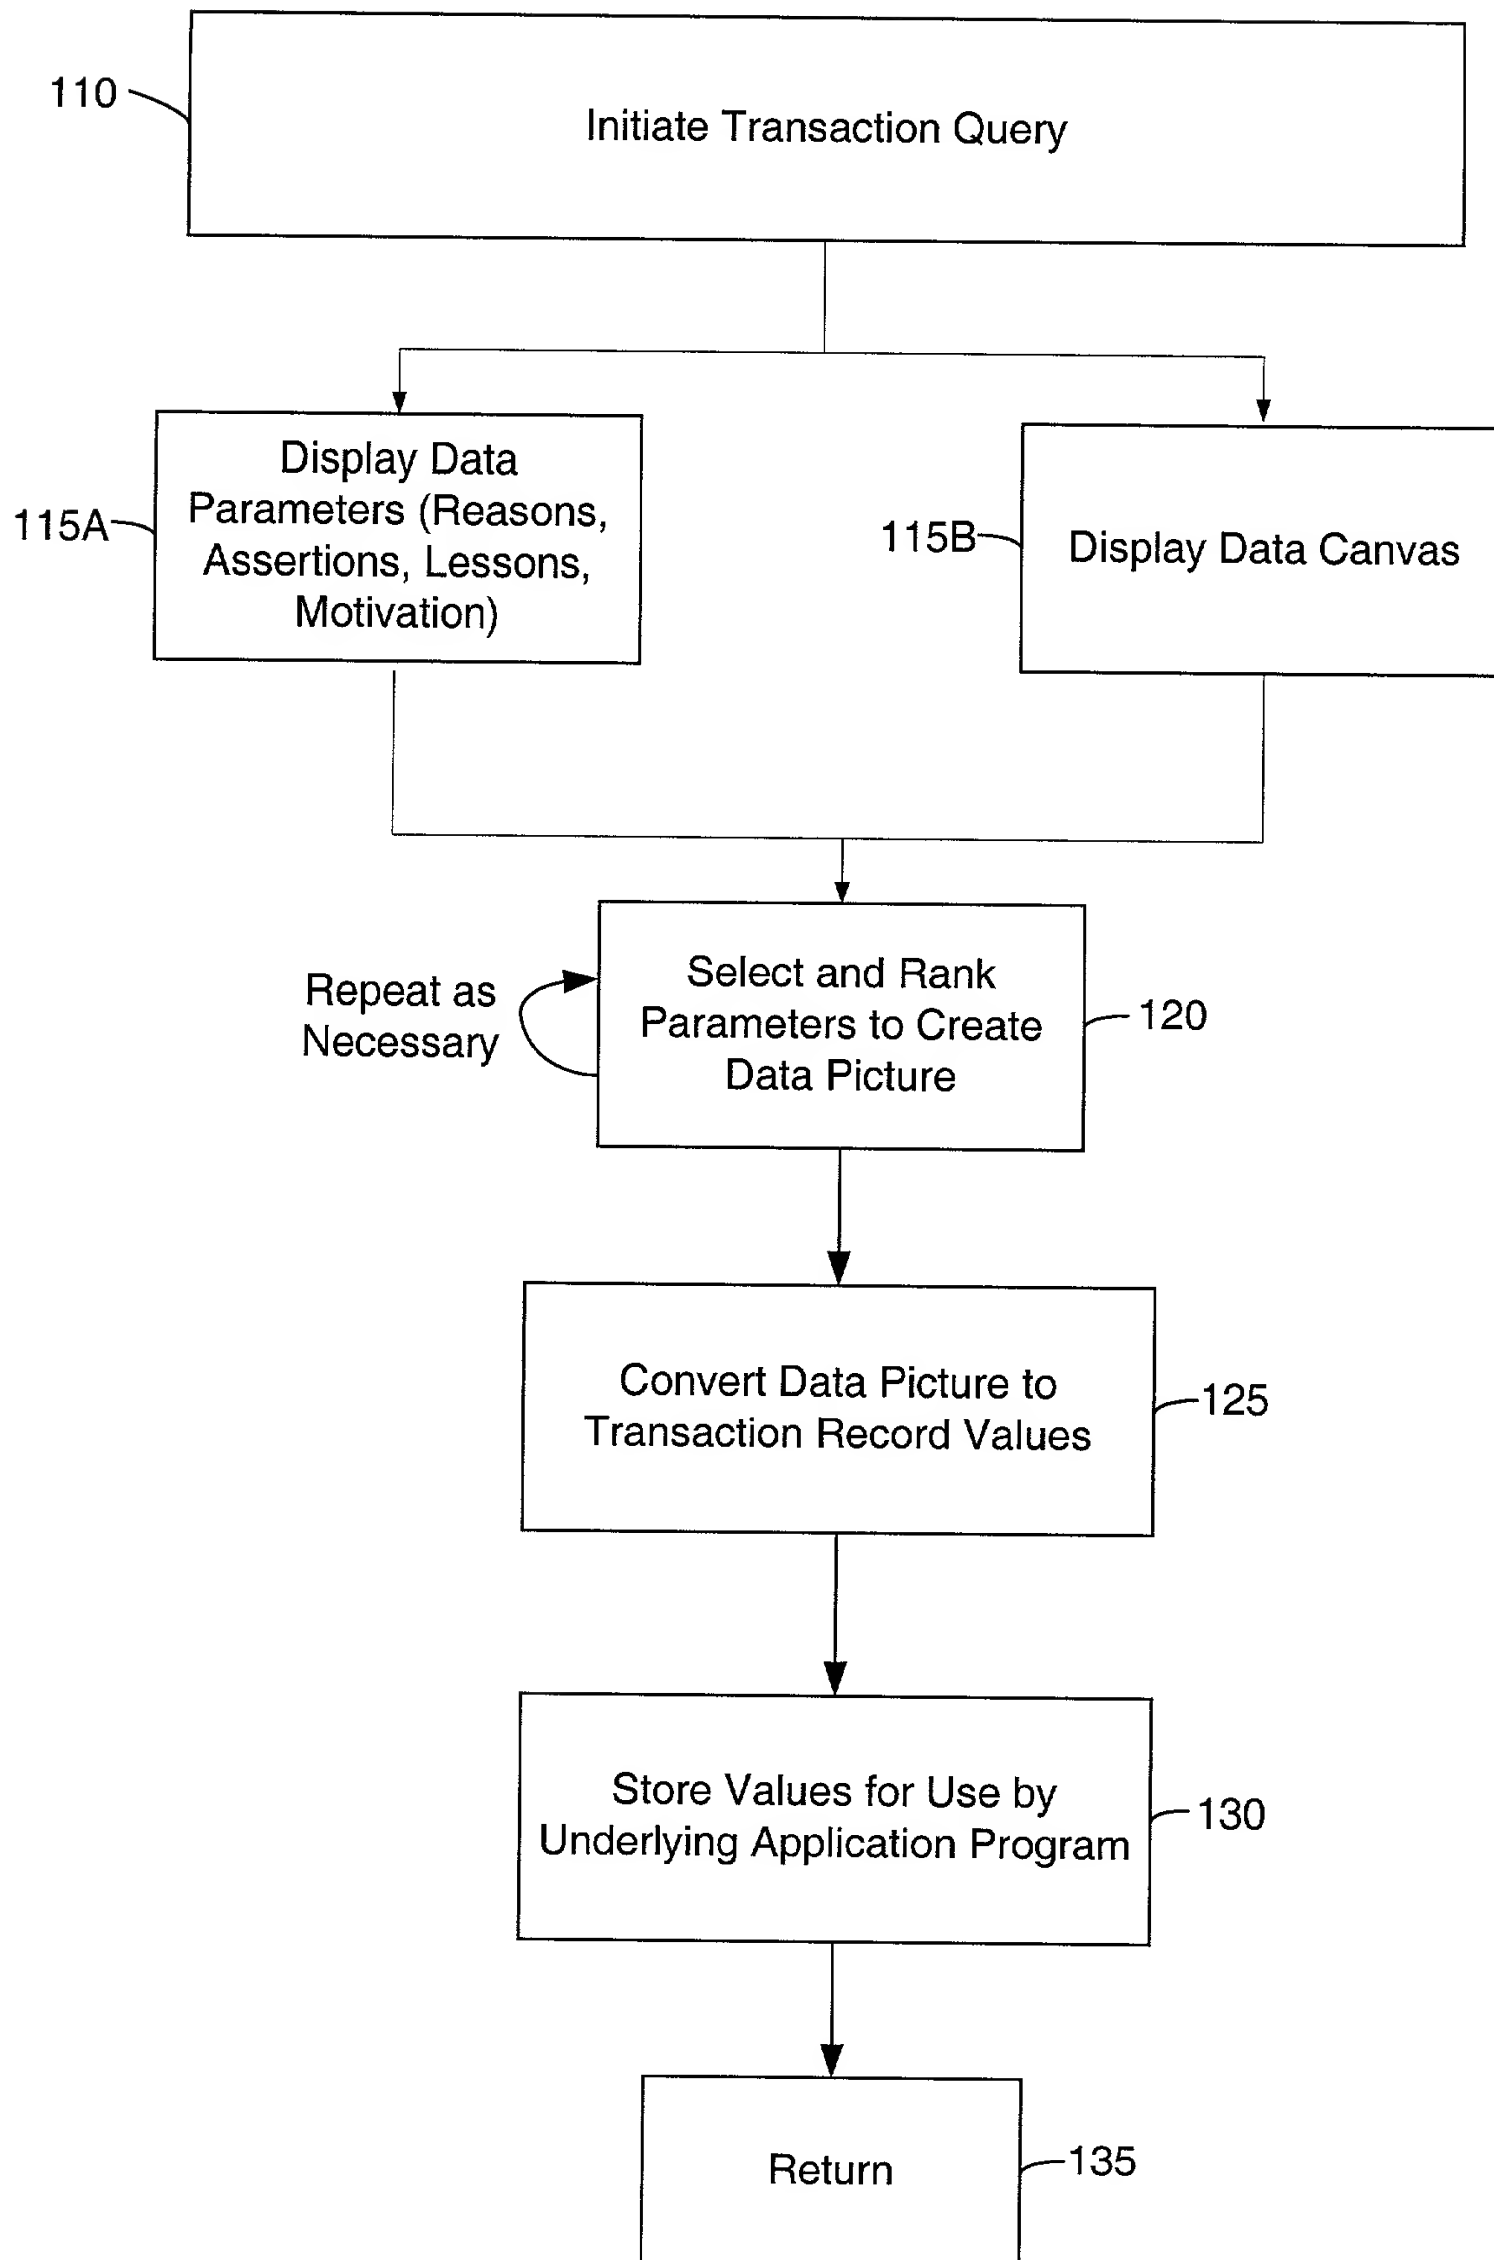 110
Initiate Transaction Query
Display Data
Parameters (Reasons,
Assertions, Lessons,
Motivation)
115A
115B
Display Data Canvas
Repeat as
Necessary
Select and Rank
Parameters to Create
Data Picture
120
Convert Data Picture to
Transaction Record Values
125
Store Values for Use by
Underlying Application Program
130
Return
135